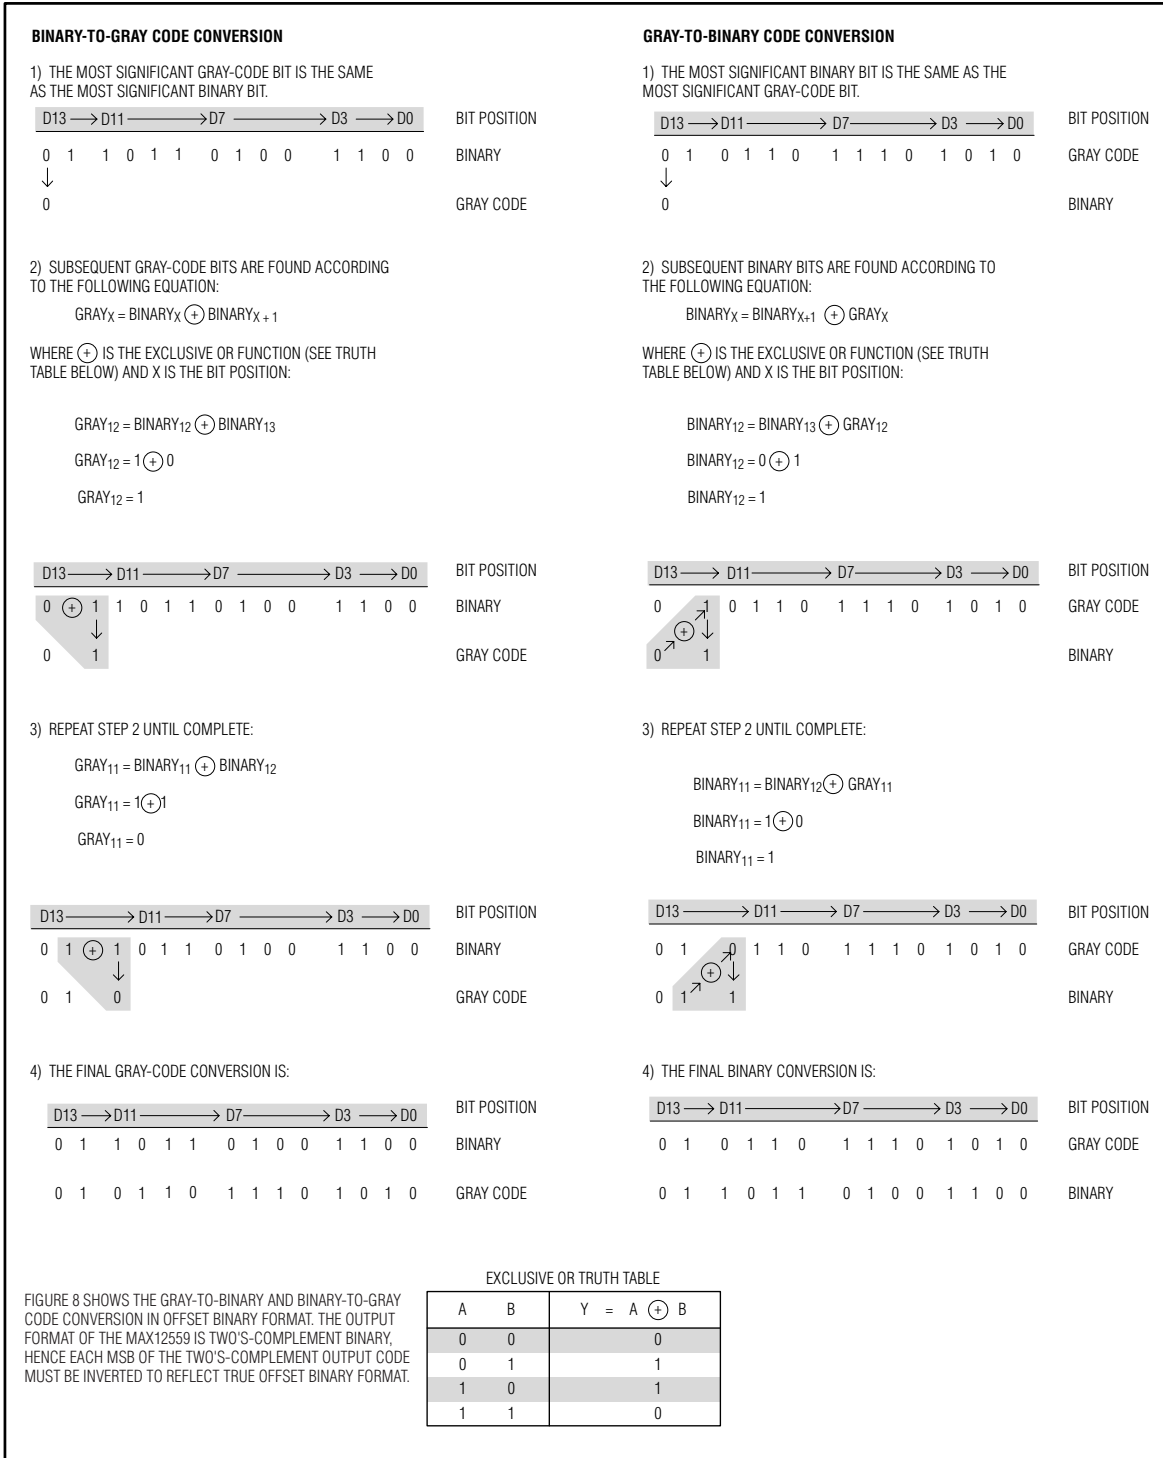 BINARY-TO-GRAY CODE CONVERSION
1) THE MOST SIGNIFICANT GRAY-CODE BIT IS THE SAME
AS THE MOST SIGNIFICANT BINARY BIT.
D13 → D11 → D7 → D3 → D0 BIT POSITION
0 1 1 0 1 1 0 1 0 0 1 1 0 0 BINARY
↓
0 GRAY CODE
2) SUBSEQUENT GRAY-CODE BITS ARE FOUND ACCORDING
TO THE FOLLOWING EQUATION:
GRAYX = BINARYX ⊕ BINARYX + 1
WHERE ⊕ IS THE EXCLUSIVE OR FUNCTION (SEE TRUTH
TABLE BELOW) AND X IS THE BIT POSITION:
GRAY12 = BINARY12 ⊕ BINARY13
GRAY12 = 1 ⊕ 0
GRAY12 = 1
D13 → D11 → D7 → D3 → D0 BIT POSITION
0 ⊕ 1 1 0 1 1 0 1 0 0 1 1 0 0 BINARY
↓
0 1 GRAY CODE
3) REPEAT STEP 2 UNTIL COMPLETE:
GRAY11 = BINARY11 ⊕ BINARY12
GRAY11 = 1 ⊕ 1
GRAY11 = 0
D13 → D11 → D7 → D3 → D0 BIT POSITION
0 1 ⊕ 1 0 1 1 0 1 0 0 1 1 0 0 BINARY
↓
0 1 0 GRAY CODE
4) THE FINAL GRAY-CODE CONVERSION IS:
D13 → D11 → D7 → D3 → D0 BIT POSITION
0 1 1 0 1 1 0 1 0 0 1 1 0 0 BINARY
0 1 0 1 1 0 1 1 1 0 1 0 1 0 GRAY CODE
GRAY-TO-BINARY CODE CONVERSION
1) THE MOST SIGNIFICANT BINARY BIT IS THE SAME AS THE
MOST SIGNIFICANT GRAY-CODE BIT.
D13 → D11 → D7 → D3 → D0 BIT POSITION
0 1 0 1 1 0 1 1 1 0 1 0 1 0 GRAY CODE
↓
0 BINARY
2) SUBSEQUENT BINARY BITS ARE FOUND ACCORDING TO
THE FOLLOWING EQUATION:
BINARYX = BINARYX+1 ⊕ GRAYX
WHERE ⊕ IS THE EXCLUSIVE OR FUNCTION (SEE TRUTH
TABLE BELOW) AND X IS THE BIT POSITION:
BINARY12 = BINARY13 ⊕ GRAY12
BINARY12 = 0 ⊕ 1
BINARY12 = 1
D13 → D11 → D7 → D3 → D0 BIT POSITION
0 1 0 1 1 0 1 1 1 0 1 0 1 0 GRAY CODE
⊕ ↓
0 1 BINARY
3) REPEAT STEP 2 UNTIL COMPLETE:
BINARY11 = BINARY12 ⊕ GRAY11
BINARY11 = 1 ⊕ 0
BINARY11 = 1
D13 → D11 → D7 → D3 → D0 BIT POSITION
0 1 0 1 1 0 1 1 1 0 1 0 1 0 GRAY CODE
⊕ ↓
0 1 1 BINARY
4) THE FINAL BINARY CONVERSION IS:
D13 → D11 → D7 → D3 → D0 BIT POSITION
0 1 0 1 1 0 1 1 1 0 1 0 1 0 GRAY CODE
0 1 1 0 1 1 0 1 0 0 1 1 0 0 BINARY
FIGURE 8 SHOWS THE GRAY-TO-BINARY AND BINARY-TO-GRAY
CODE CONVERSION IN OFFSET BINARY FORMAT. THE OUTPUT
FORMAT OF THE MAX12559 IS TWO'S-COMPLEMENT BINARY,
HENCE EACH MSB OF THE TWO'S-COMPLEMENT OUTPUT CODE
MUST BE INVERTED TO REFLECT TRUE OFFSET BINARY FORMAT.
EXCLUSIVE OR TRUTH TABLE
A B Y = A ⊕ B
0 0 0
0 1 1
1 0 1
1 1 0